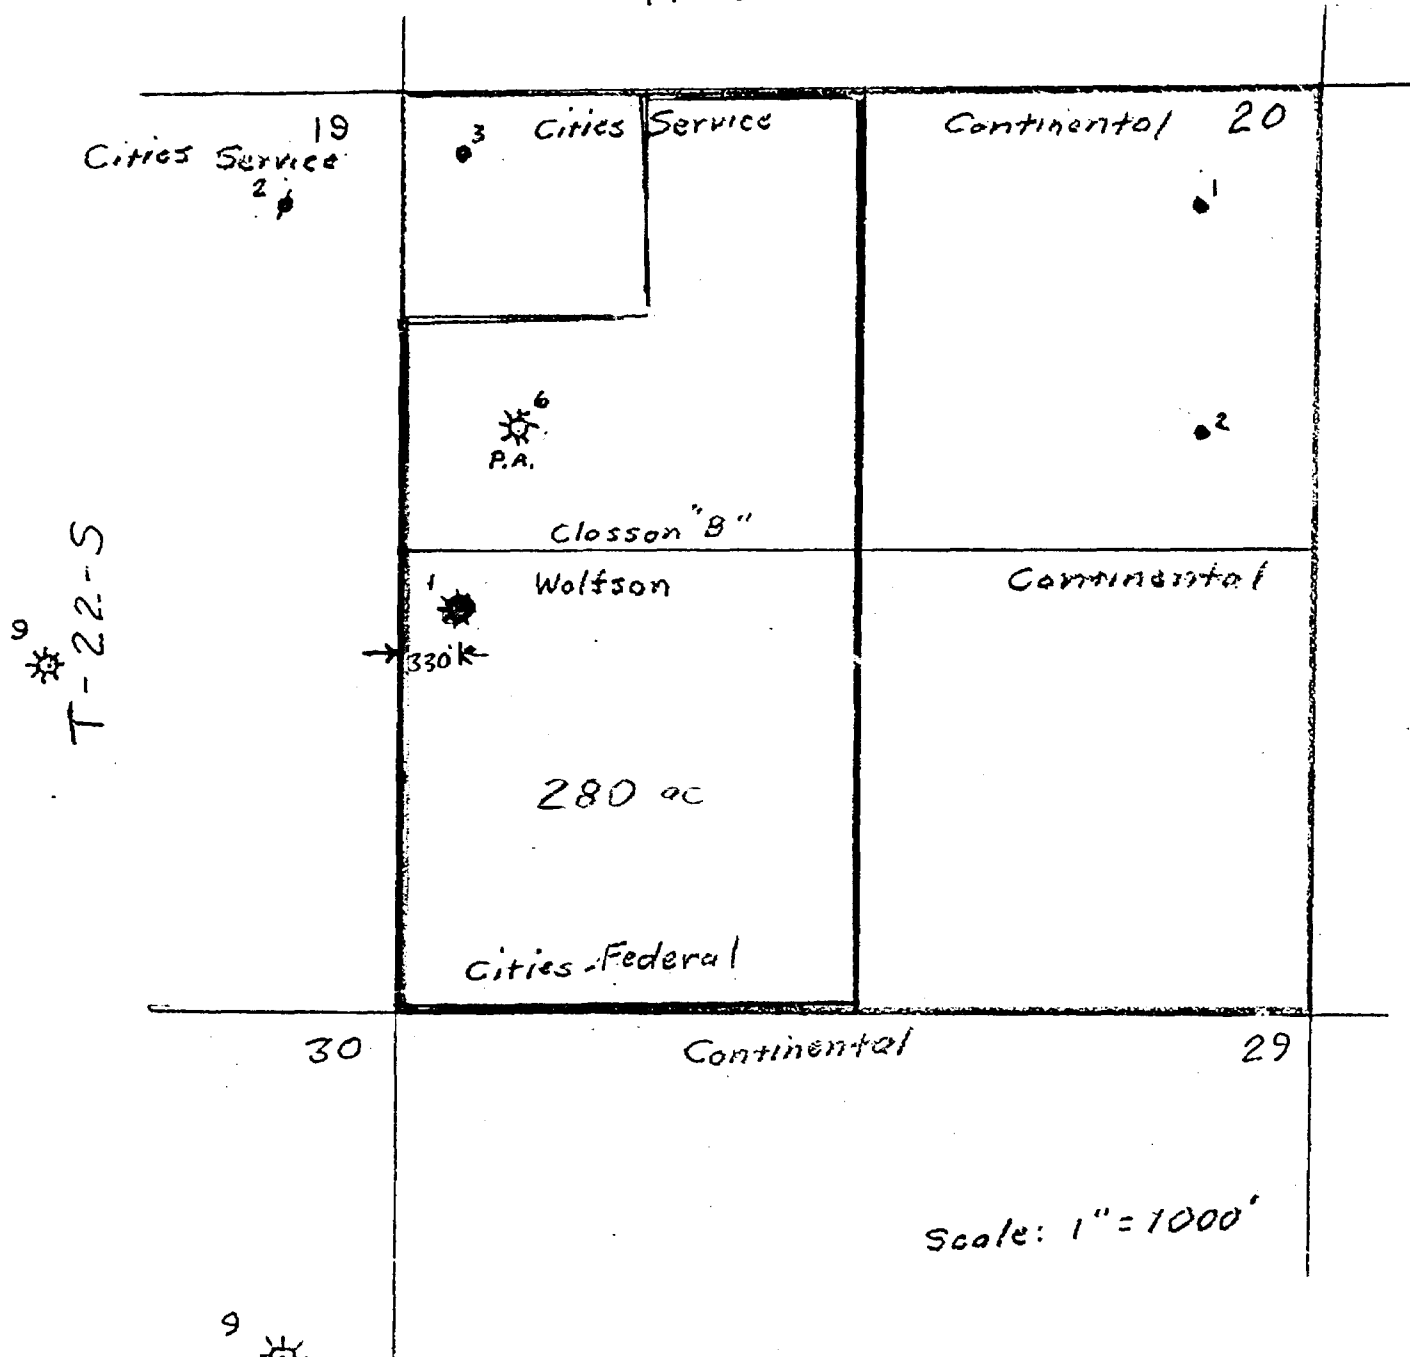 19
Cities Service
2
3
Cities Service
Continental 20
1
2
6
P.A.
Closson "B"
1
Wolfson
Continental
330'
T-22-S
9
280 ac
Cities-Federal
30
Continental
29
Scale: 1" = 1000'
9